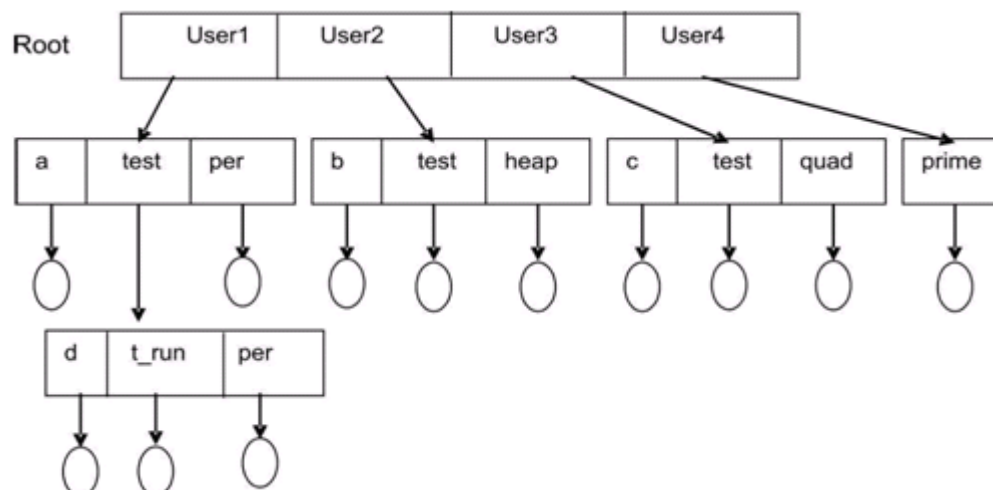 Root User1 User2 User3 User4
a test per b test heap c test quad prime
d t_run per